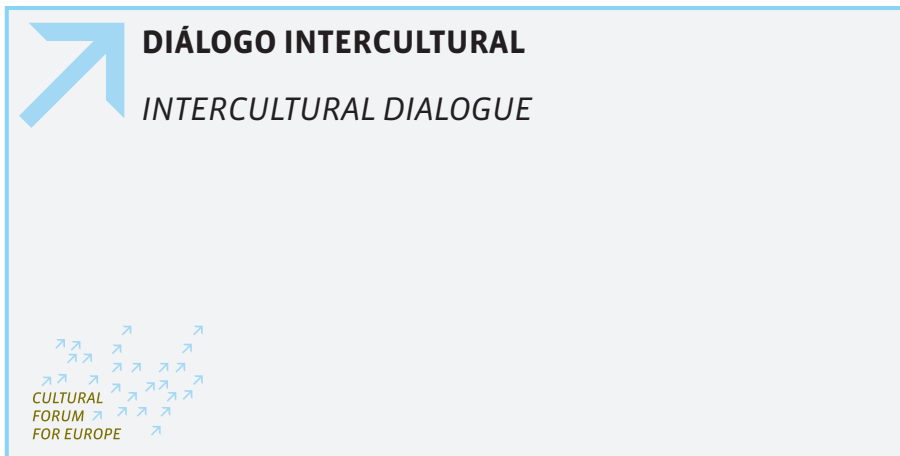 DIÁLOGO INTERCULTURAL
INTERCULTURAL DIALOGUE
CULTURAL
FORUM
FOR EUROPE